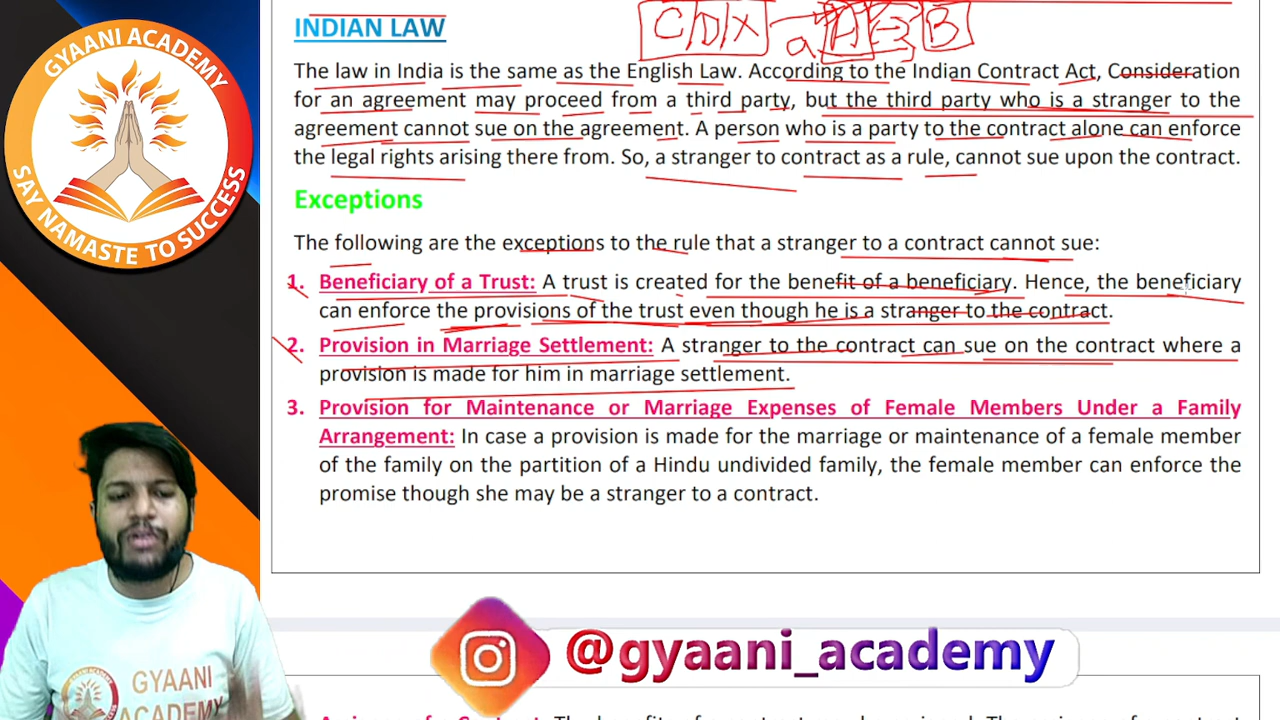 GYAANI ACADEMY
SAY NAMASTE TO SUCCESS
INDIAN LAW
C/D/X
B
The law in India is the same as the English Law. According to the Indian Contract Act, Consideration
for an agreement may proceed from a third party, but the third party who is a stranger to the
agreement cannot sue on the agreement. A person who is a party to the contract alone can enforce
the legal rights arising there from. So, a stranger to contract as a rule, cannot sue upon the contract.
Exceptions
The following are the exceptions to the rule that a stranger to a contract cannot sue:
1. Beneficiary of a Trust: A trust is created for the benefit of a beneficiary. Hence, the beneficiary
can enforce the provisions of the trust even though he is a stranger to the contract.
2. Provision in Marriage Settlement: A stranger to the contract can sue on the contract where a
provision is made for him in marriage settlement.
3. Provision for Maintenance or Marriage Expenses of Female Members Under a Family
Arrangement: In case a provision is made for the marriage or maintenance of a female member
of the family on the partition of a Hindu undivided family, the female member can enforce the
promise though she may be a stranger to a contract.
@gyaani_academy
GYAANI
ACADEMY